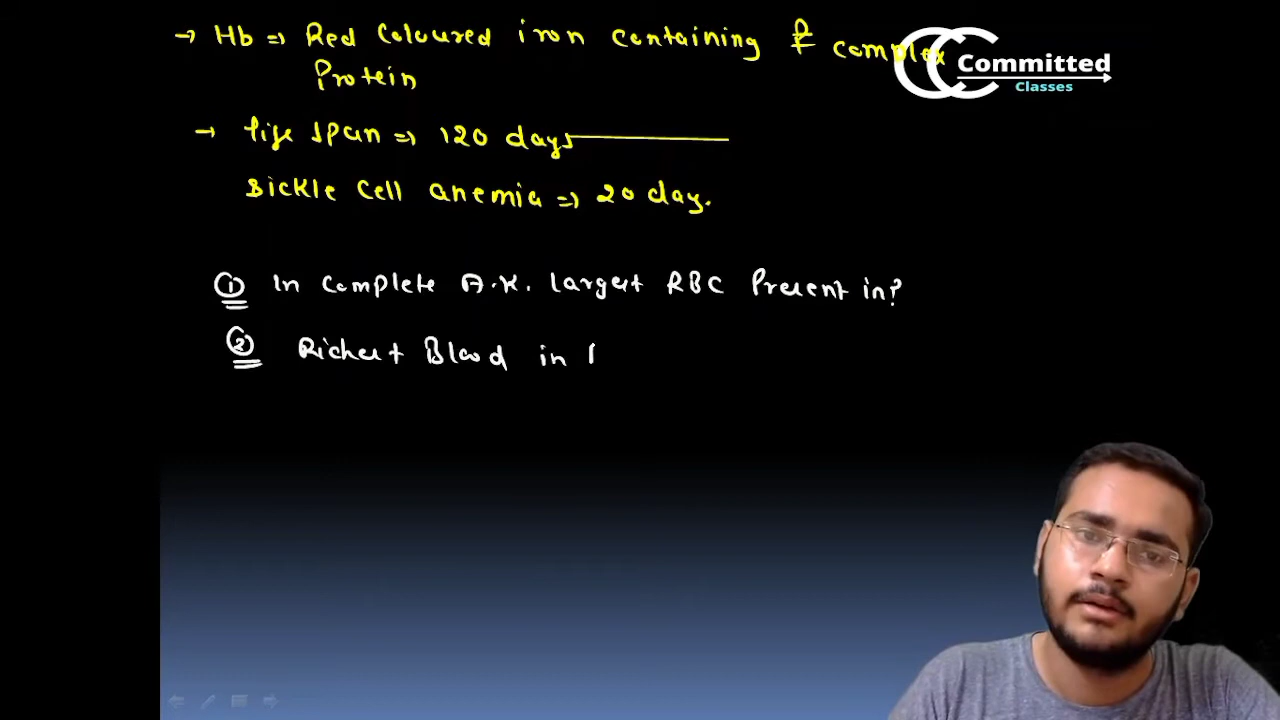 → Hb ⇒ Red Coloured iron containing & complex
Protein
Committed
Classes
→ life span ⇒ 120 days
Sickle Cell anemia ⇒ 20 day.
① In Complete A.K. largest RBC Present in?
② Richest Blood in